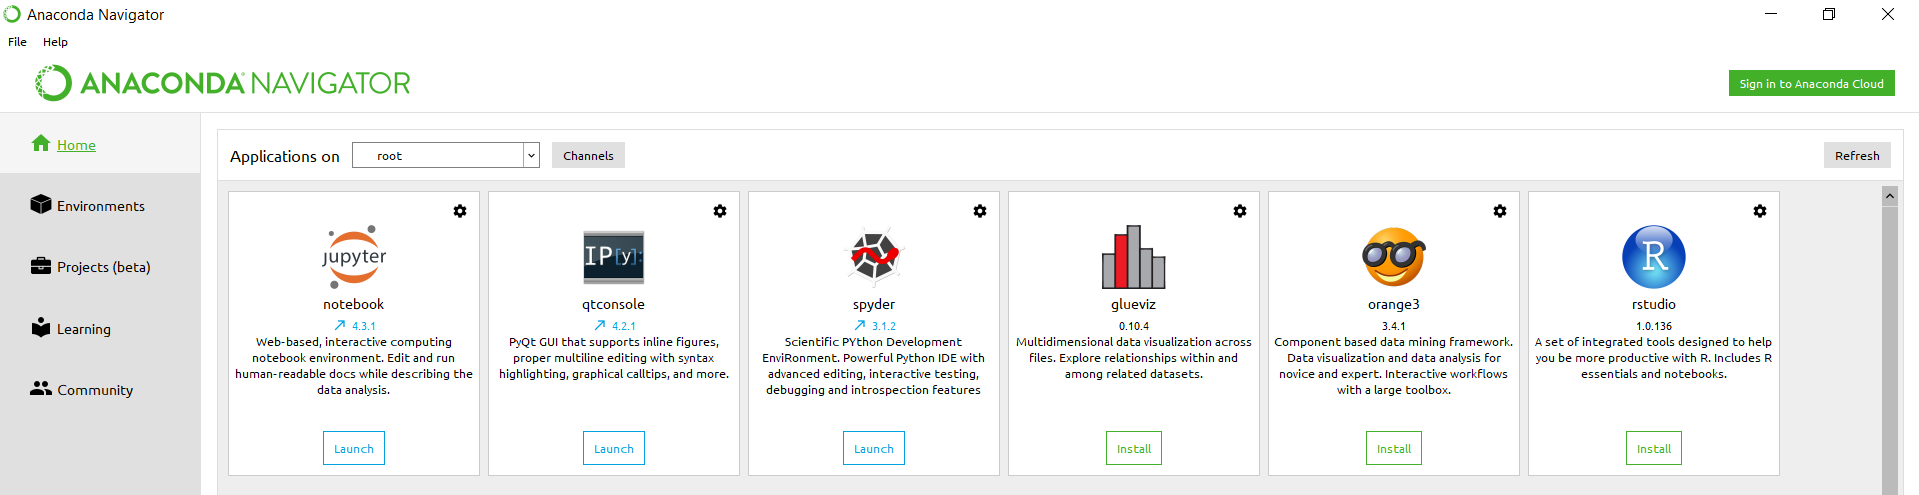 Anaconda Navigator
File Help
ANACONDA NAVIGATOR
Sign in to Anaconda Cloud
Home
Environments
Projects (beta)
Learning
Community
Applications on root Channels Refresh
jupyter
notebook
4.3.1
Web-based, interactive computing
notebook environment. Edit and run
human-readable docs while describing the
data analysis.
Launch
IP[y]:
qtconsole
4.2.1
PyQt GUI that supports inline figures,
proper multiline editing with syntax
highlighting, graphical calltips, and more.
Launch
spyder
3.1.2
Scientific PYthon Development
EnviRonment. Powerful Python IDE with
advanced editing, interactive testing,
debugging and introspection features
Launch
glueviz
0.10.4
Multidimensional data visualization across
files. Explore relationships within and
among related datasets.
Install
orange3
3.4.1
Component based data mining framework.
Data visualization and data analysis for
novice and expert. Interactive workflows
with a large toolbox.
Install
R
rstudio
1.0.136
A set of integrated tools designed to help
you be more productive with R. Includes R
essentials and notebooks.
Install